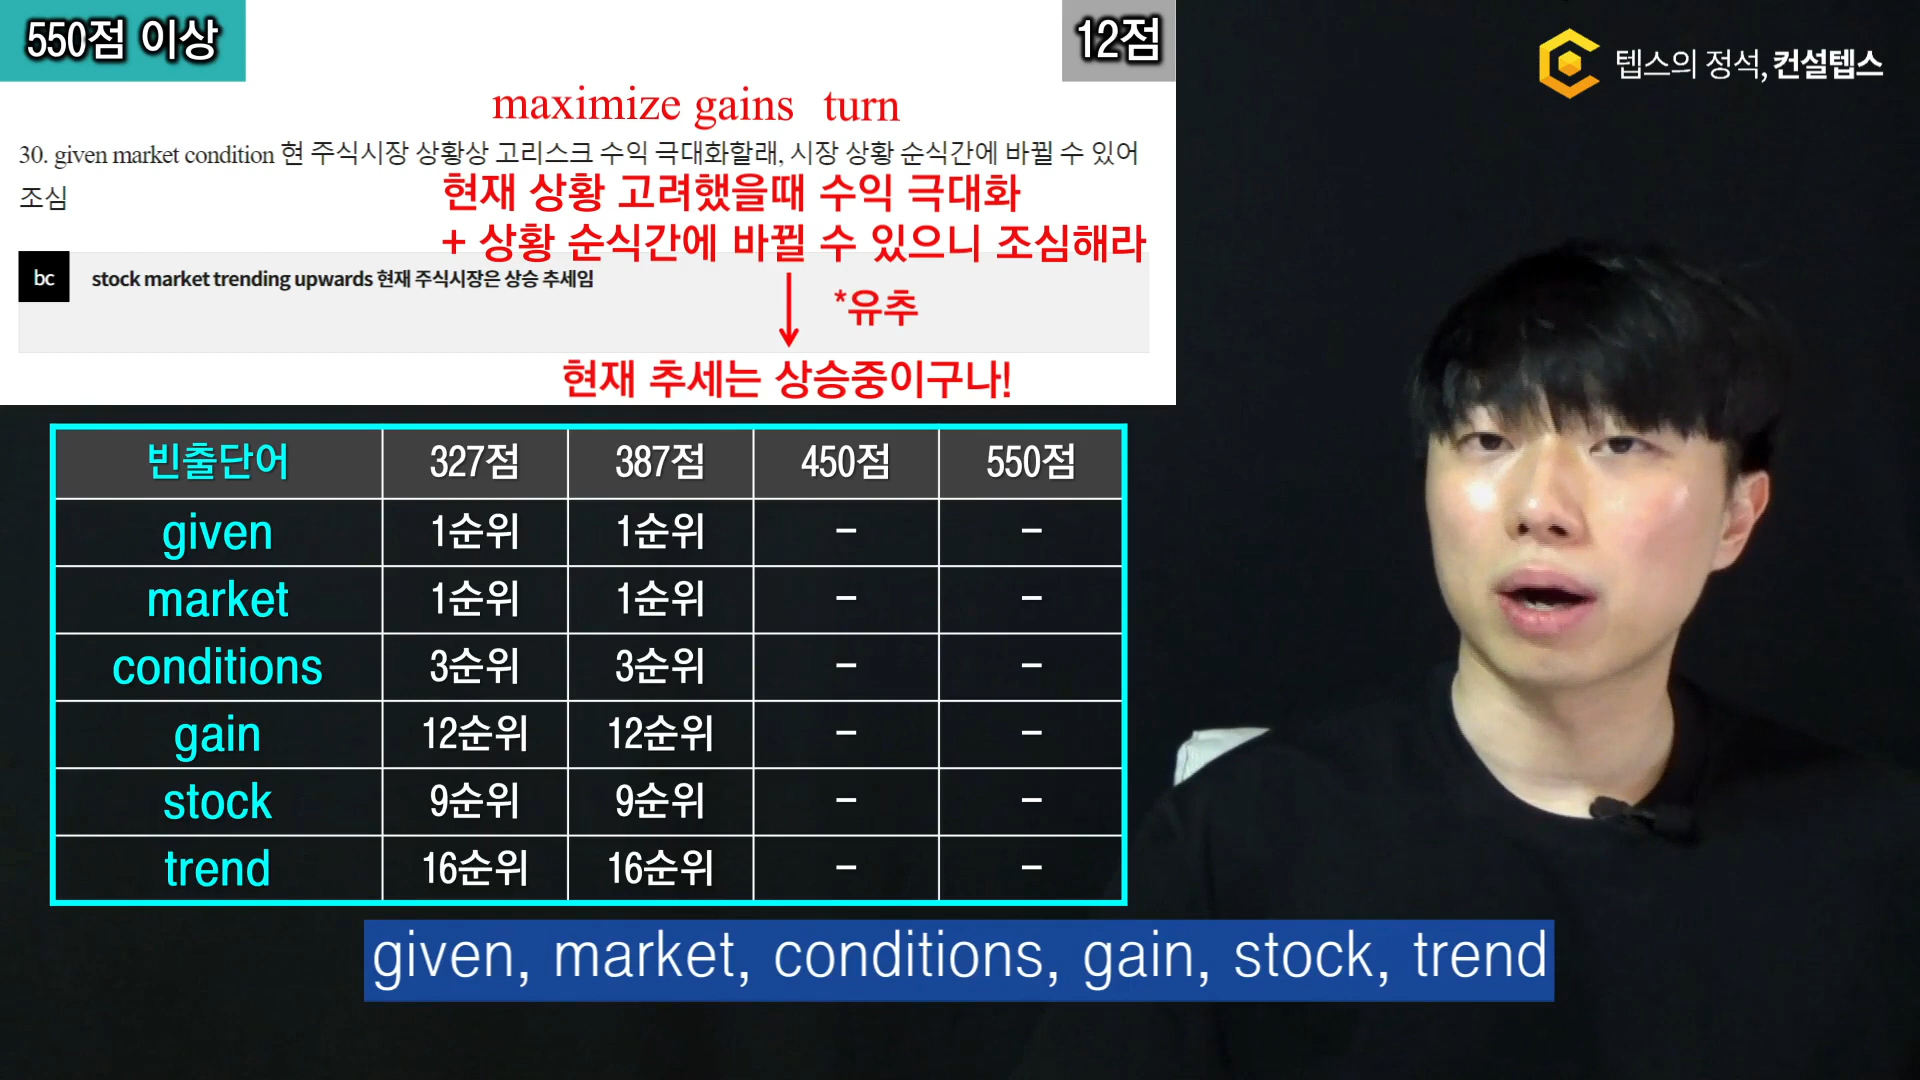 550점 이상
12점
텝스의 정석, 컨설텝스
maximize gains turn
30. given market condition 현 주식시장 상황상 고리스크 수익 극대화할래, 시장 상황 순식간에 바뀔 수 있어
조심
현재 상황 고려했을때 수익 극대화
+ 상황 순식간에 바뀔 수 있으니 조심해라
bc stock market trending upwards 현재 주식시장은 상승 추세임
*유추
현재 추세는 상승중이구나!
빈출단어 327점 387점 450점 550점
given 1순위 1순위 - -
market 1순위 1순위 - -
conditions 3순위 3순위 - -
gain 12순위 12순위 - -
stock 9순위 9순위 - -
trend 16순위 16순위 - -
given, market, conditions, gain, stock, trend